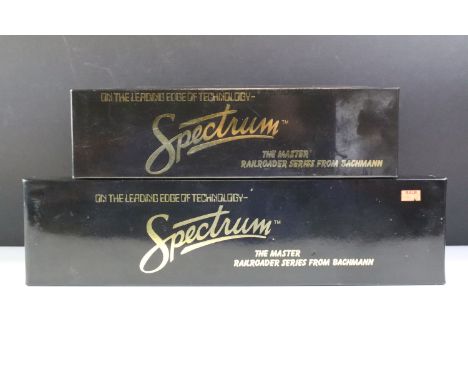 ON THE LEADING EDGE OF TECHNOLOGY-
Spectrum™
THE MASTER
RAILROADER SERIES FROM BACHMANN
ON THE LEADING EDGE OF TECHNOLOGY-
Spectrum™
THE MASTER
RAILROADER SERIES FROM BACHMANN